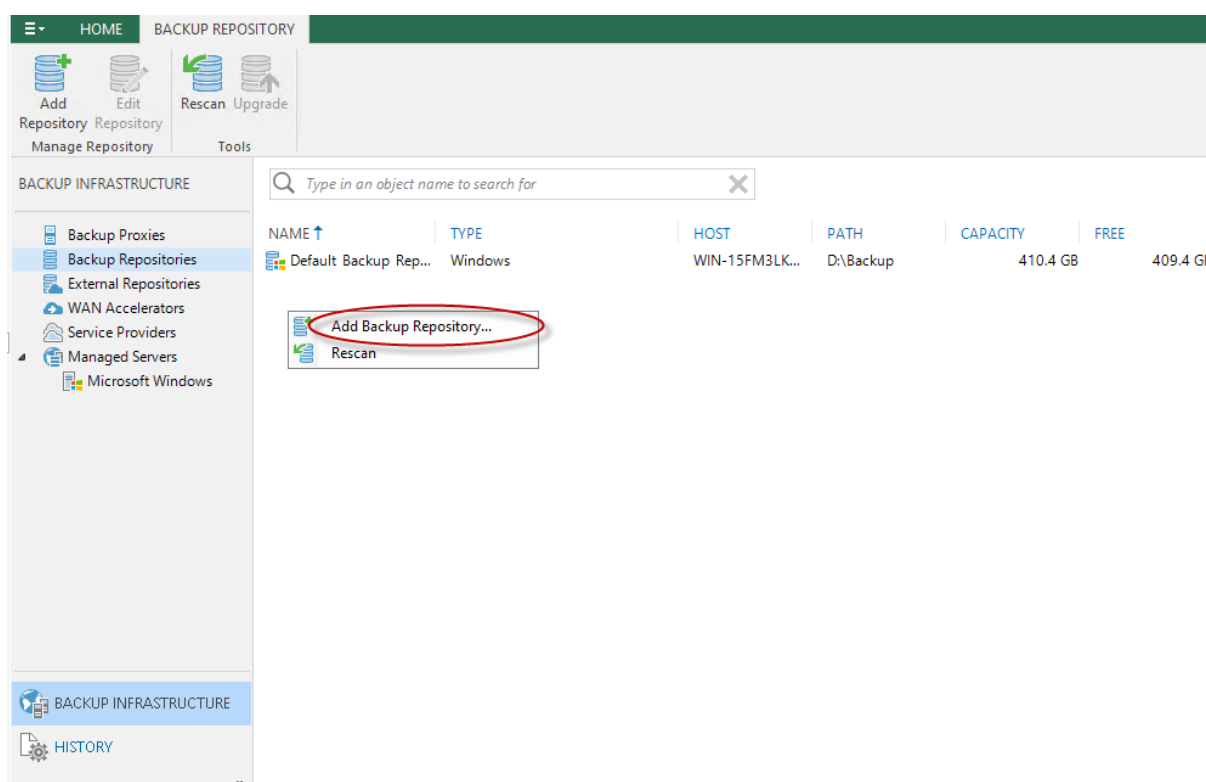 HOME BACKUP REPOSITORY
Add Repository
Edit Repository
Rescan
Upgrade
Manage Repository
Tools
BACKUP INFRASTRUCTURE
Type in an object name to search for
Backup Proxies
Backup Repositories
External Repositories
WAN Accelerators
Service Providers
Managed Servers
Microsoft Windows
NAME TYPE HOST PATH CAPACITY FREE
Default Backup Rep... Windows WIN-15FM3LK... D:\Backup 410.4 GB 409.4 G
Add Backup Repository...
Rescan
BACKUP INFRASTRUCTURE
HISTORY